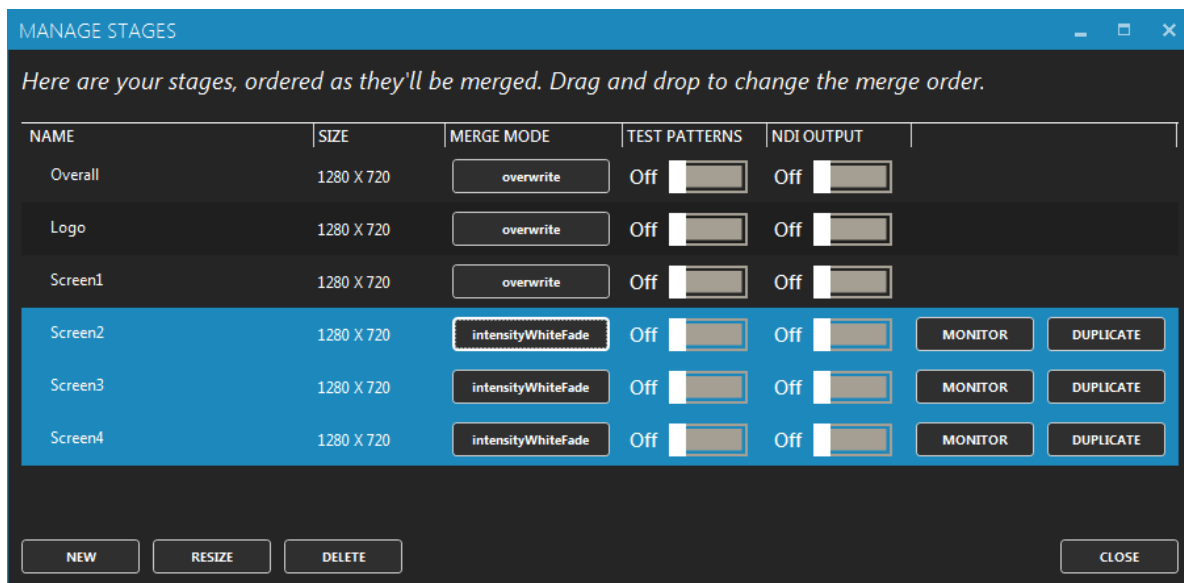 MANAGE STAGES
Here are your stages, ordered as they'll be merged. Drag and drop to change the merge order.
NAME SIZE MERGE MODE TEST PATTERNS NDI OUTPUT
Overall 1280 X 720 overwrite Off Off
Logo 1280 X 720 overwrite Off Off
Screen1 1280 X 720 overwrite Off Off
Screen2 1280 X 720 intensityWhiteFade Off Off MONITOR DUPLICATE
Screen3 1280 X 720 intensityWhiteFade Off Off MONITOR DUPLICATE
Screen4 1280 X 720 intensityWhiteFade Off Off MONITOR DUPLICATE
NEW RESIZE DELETE CLOSE